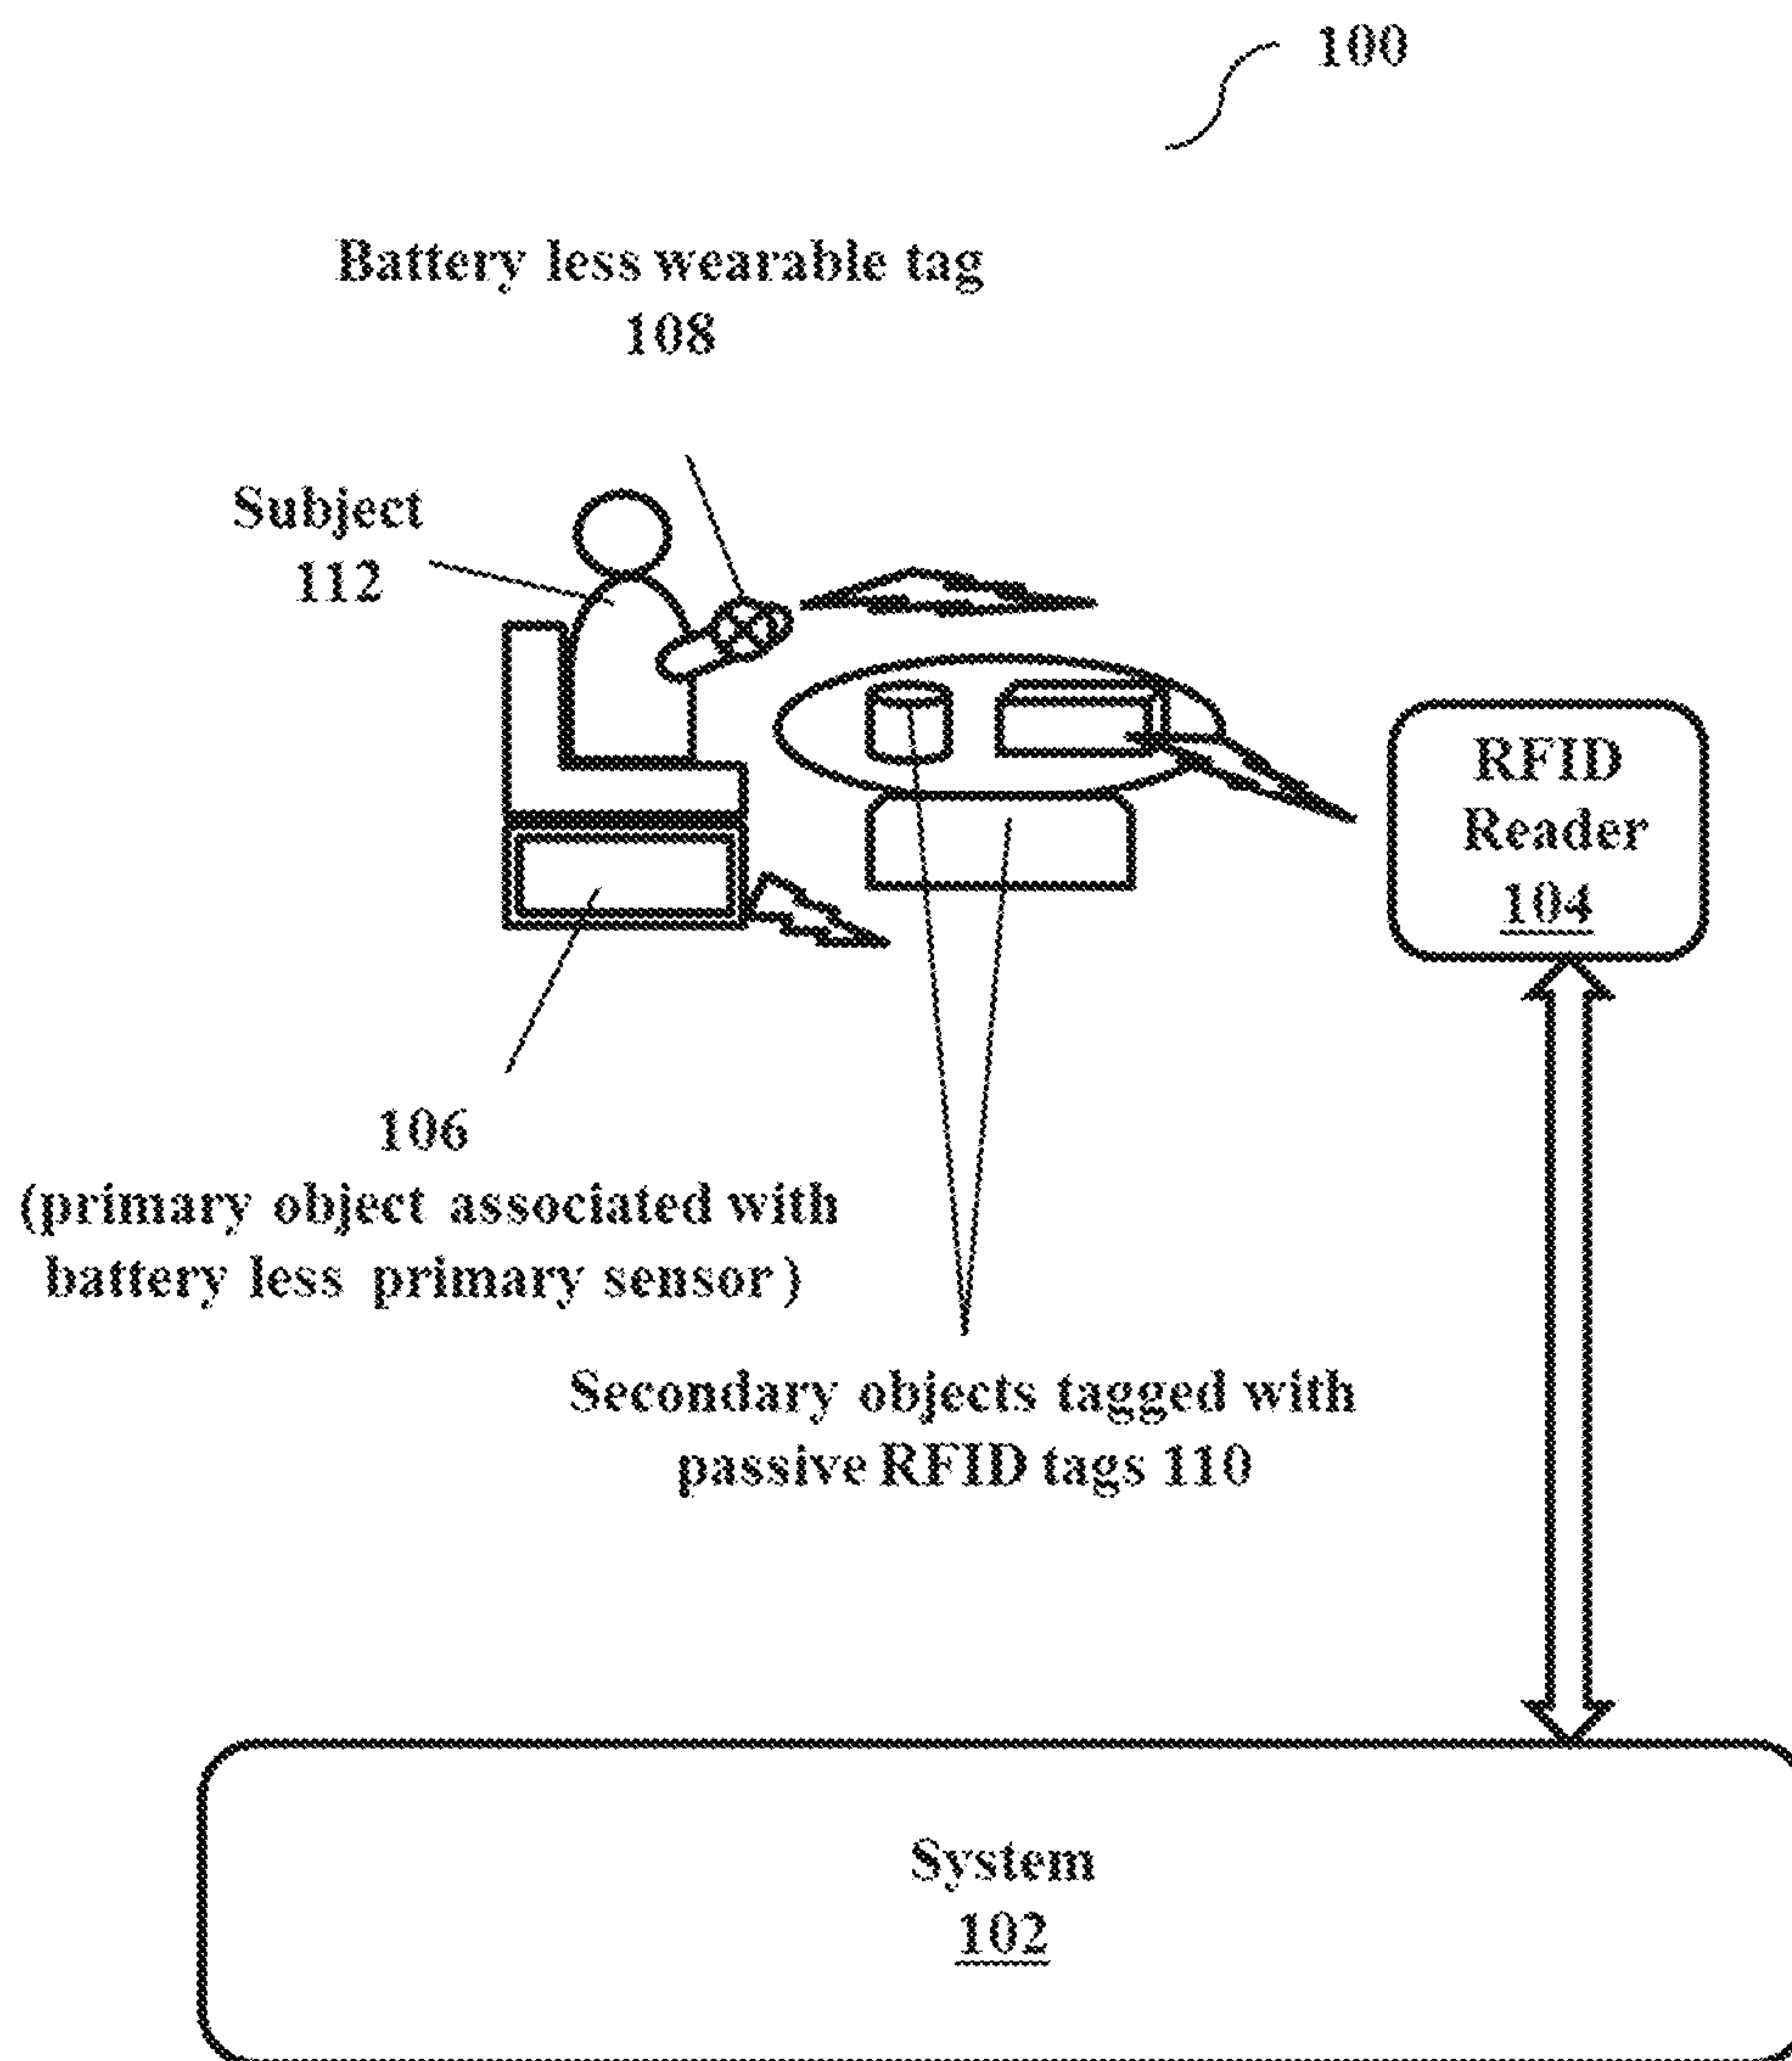 100
Battery less wearable tag
108
Subject
112
RFID
Reader
104
106
(primary object associated with
battery less primary sensor)
Secondary objects tagged with
passive RFID tags 110
System
102